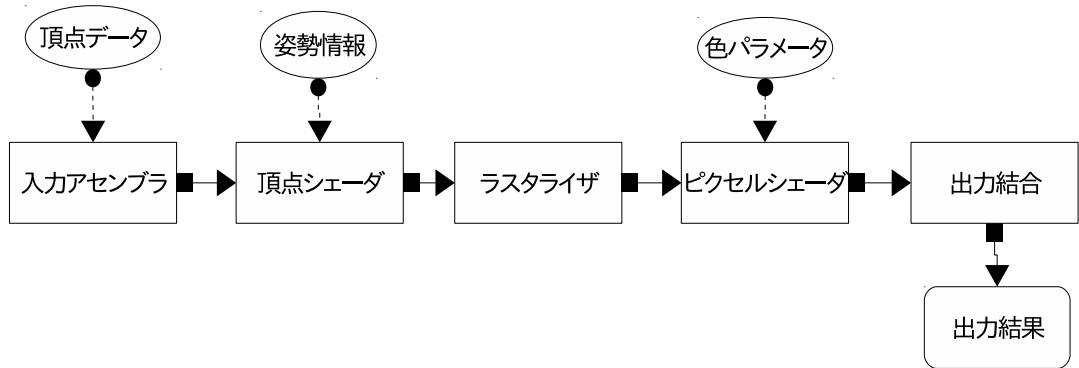 頂点データ
姿勢情報
色パラメータ
入力アセンブラ
頂点シェーダ
ラスタライザ
ピクセルシェーダ
出力結合
出力結果